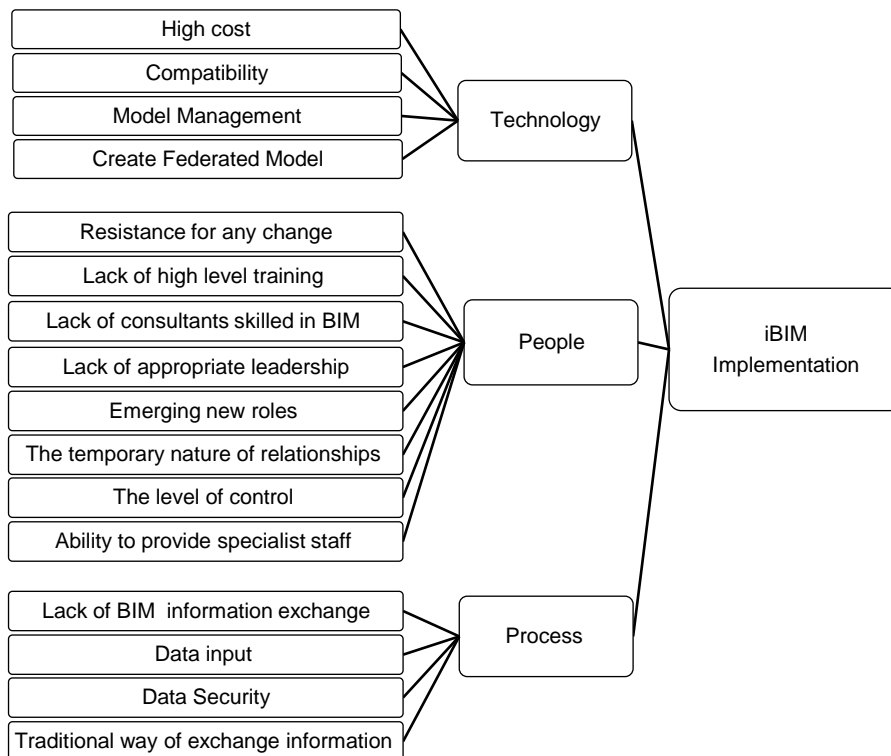 High cost
Compatibility
Model Management
Create Federated Model
Technology
Resistance for any change
Lack of high level training
Lack of consultants skilled in BIM
Lack of appropriate leadership
Emerging new roles
The temporary nature of relationships
The level of control
Ability to provide specialist staff
People
iBIM
Implementation
Lack of BIM  information exchange
Data input
Data Security
Traditional way of exchange information
Process